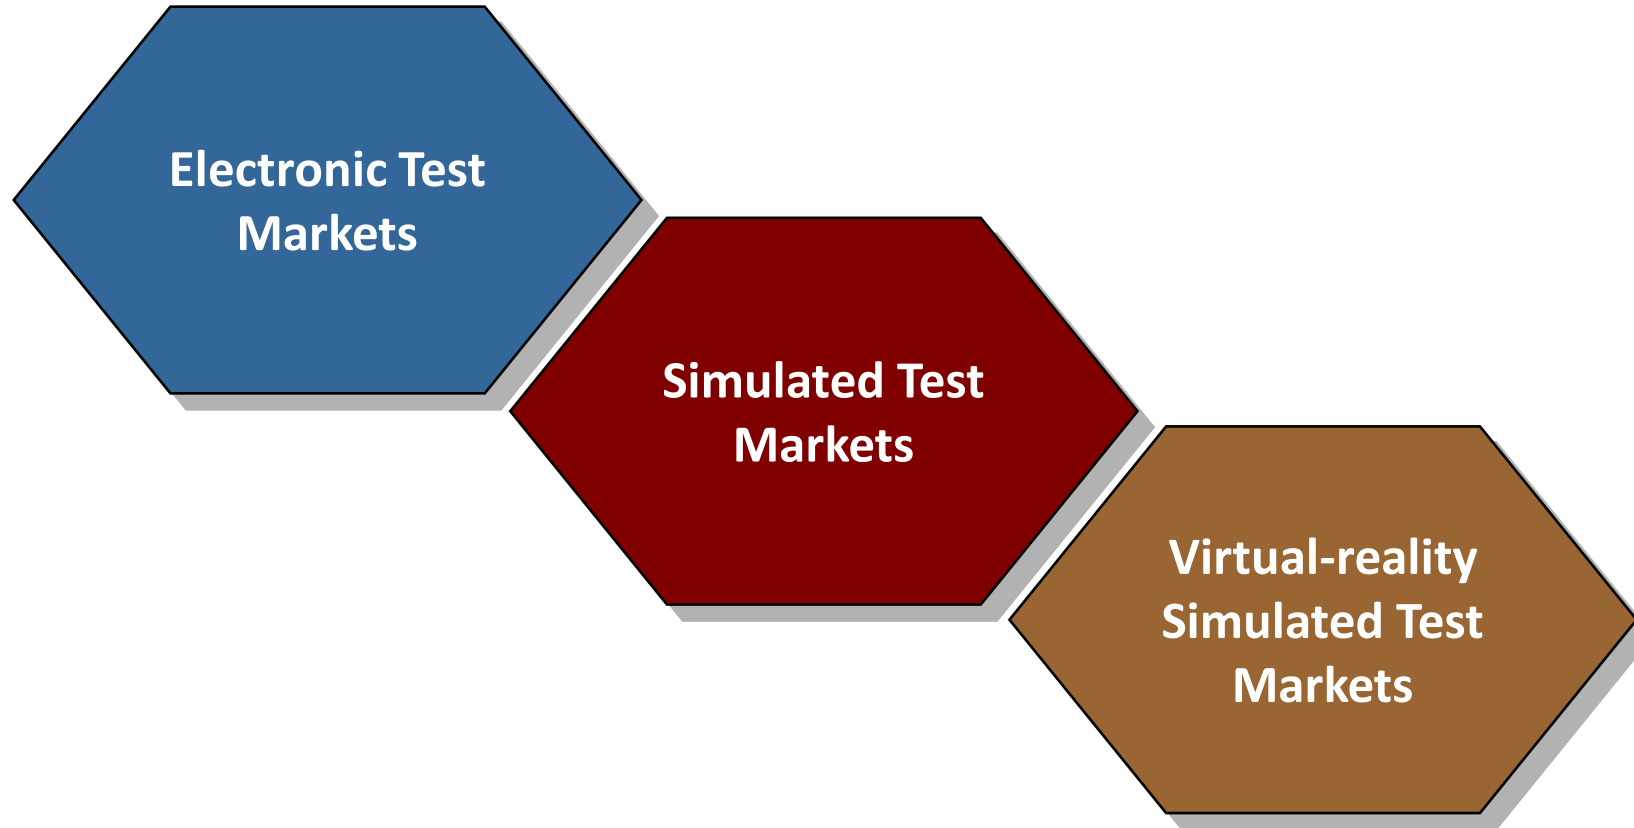 Electronic Test
Markets
Simulated Test
Markets
Virtual-reality
Simulated Test
Markets